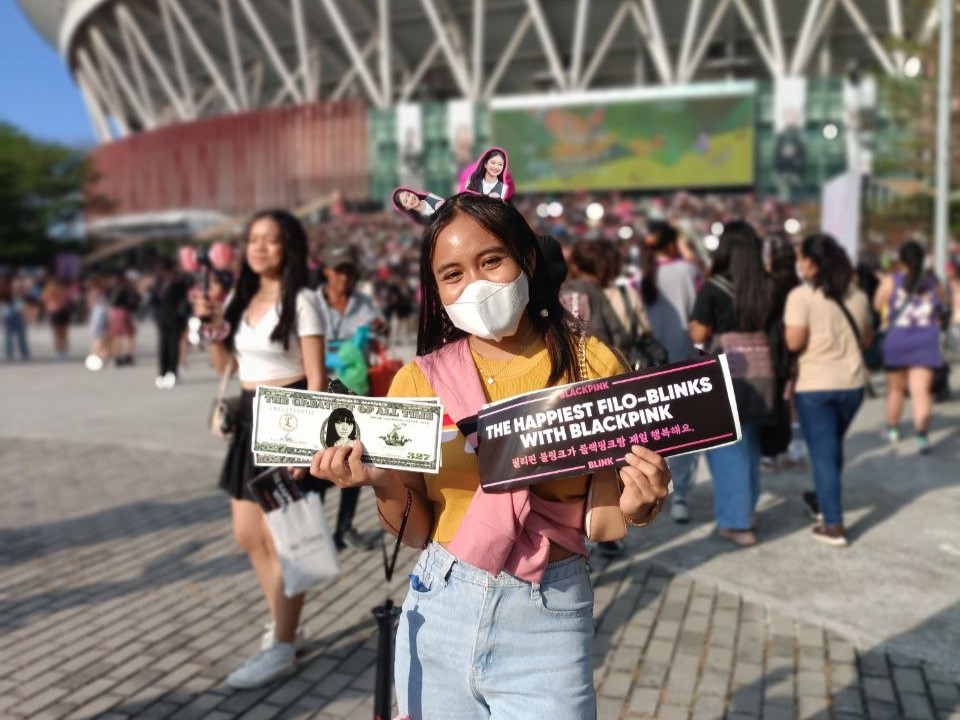 THE GREATEST OF ALL TIME
327
BLACKPINK
THE HAPPIEST FILO-BLINKS
WITH BLACKPINK
필리핀 블링크가 블랙핑크랑 제일 행복해요.
BLINK